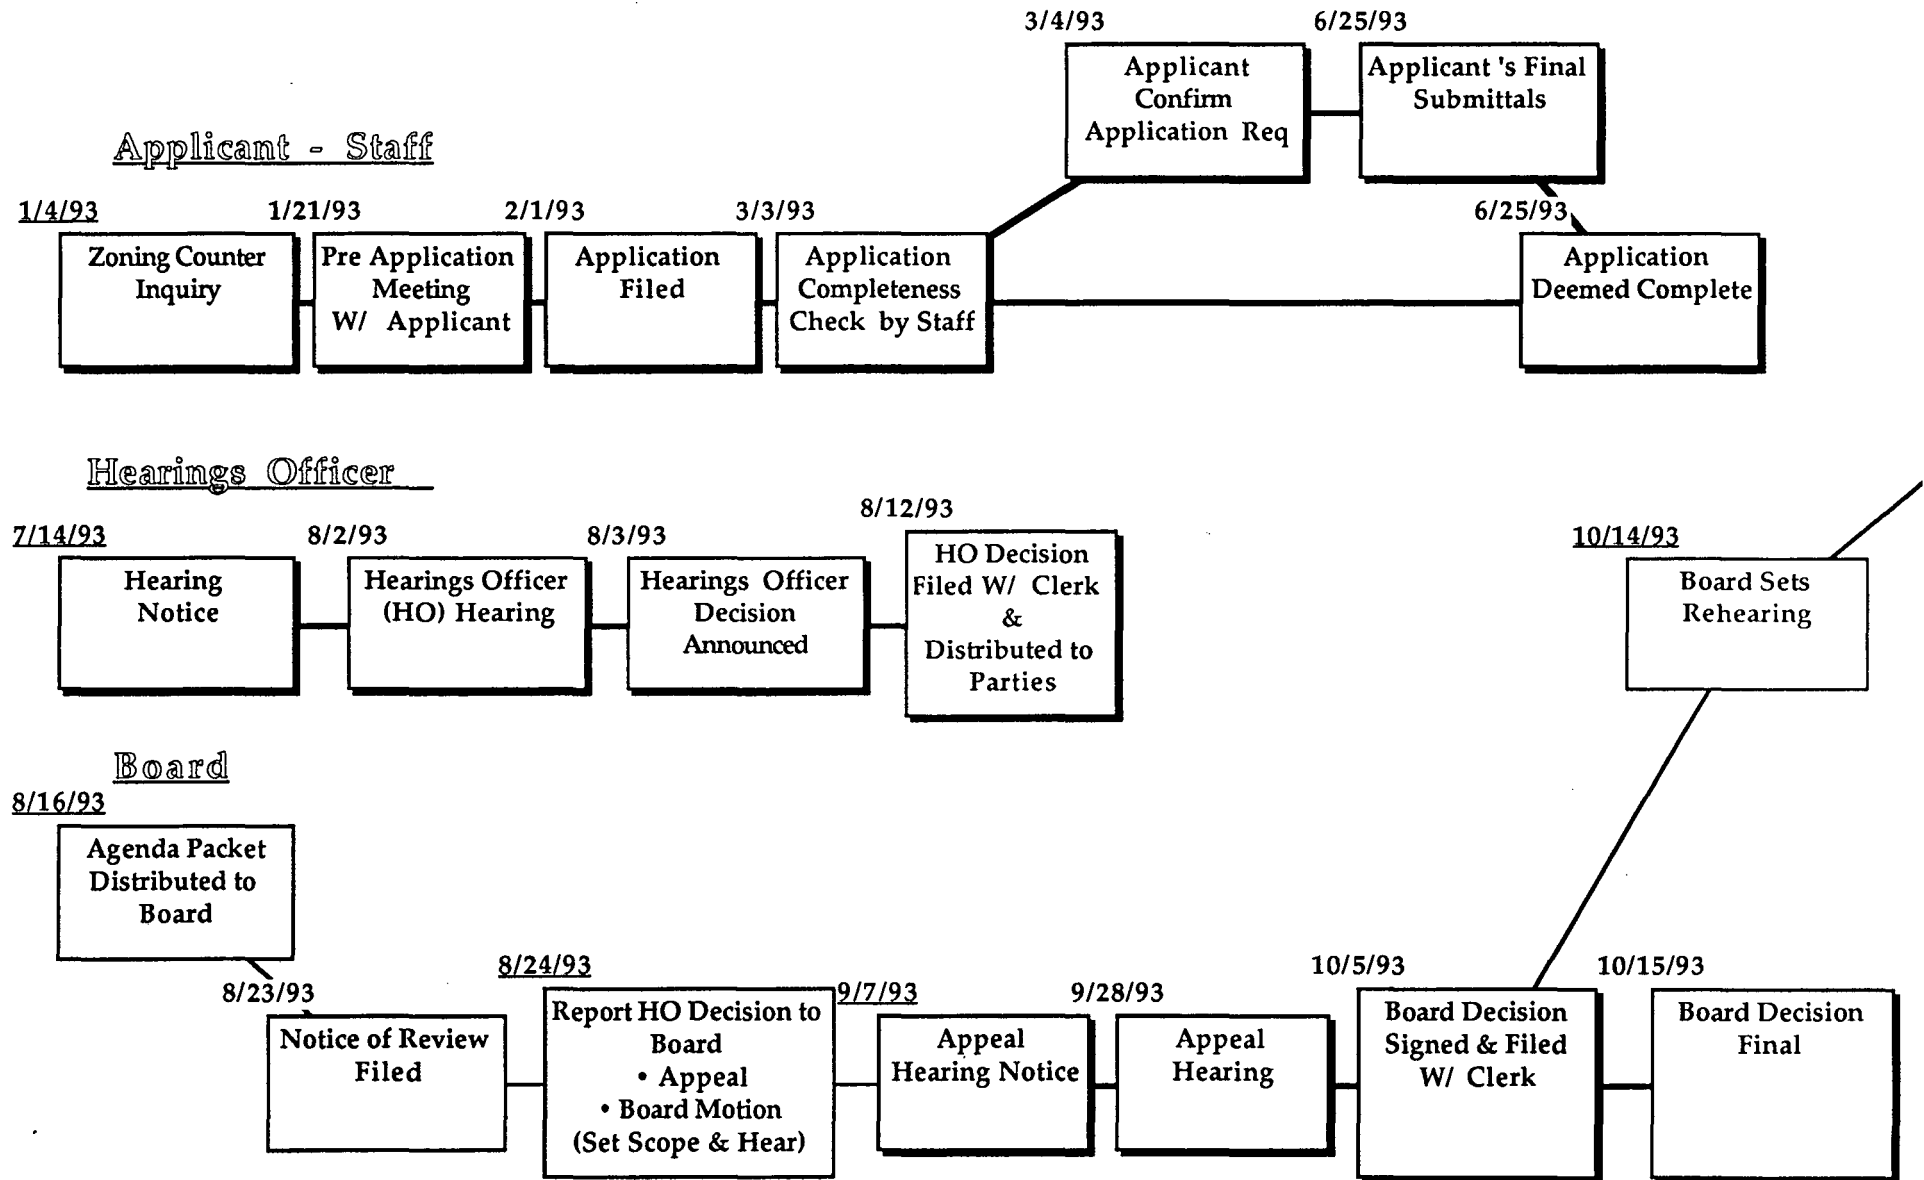 3/4/93
Applicant
Confirm
Application Req
6/25/93
Applicant 's Final
Submittals
Applicant - Staff
1/4/93
Zoning Counter
Inquiry
1/21/93
Pre Application
Meeting
W/ Applicant
2/1/93
Application
Filed
3/3/93
Application
Completeness
Check by Staff
6/25/93
Application
Deemed Complete
Hearings Officer
7/14/93
Hearing
Notice
8/2/93
Hearings Officer
(HO) Hearing
8/3/93
Hearings Officer
Decision
Announced
8/12/93
HO Decision
Filed W/ Clerk
&
Distributed to
Parties
10/14/93
Board Sets
Rehearing
Board
8/16/93
Agenda Packet
Distributed to
Board
8/23/93
Notice of Review
Filed
8/24/93
Report HO Decision to
Board
• Appeal
• Board Motion
(Set Scope & Hear)
9/7/93
Appeal
Hearing Notice
9/28/93
Appeal
Hearing
10/5/93
Board Decision
Signed & Filed
W/ Clerk
10/15/93
Board Decision
Final